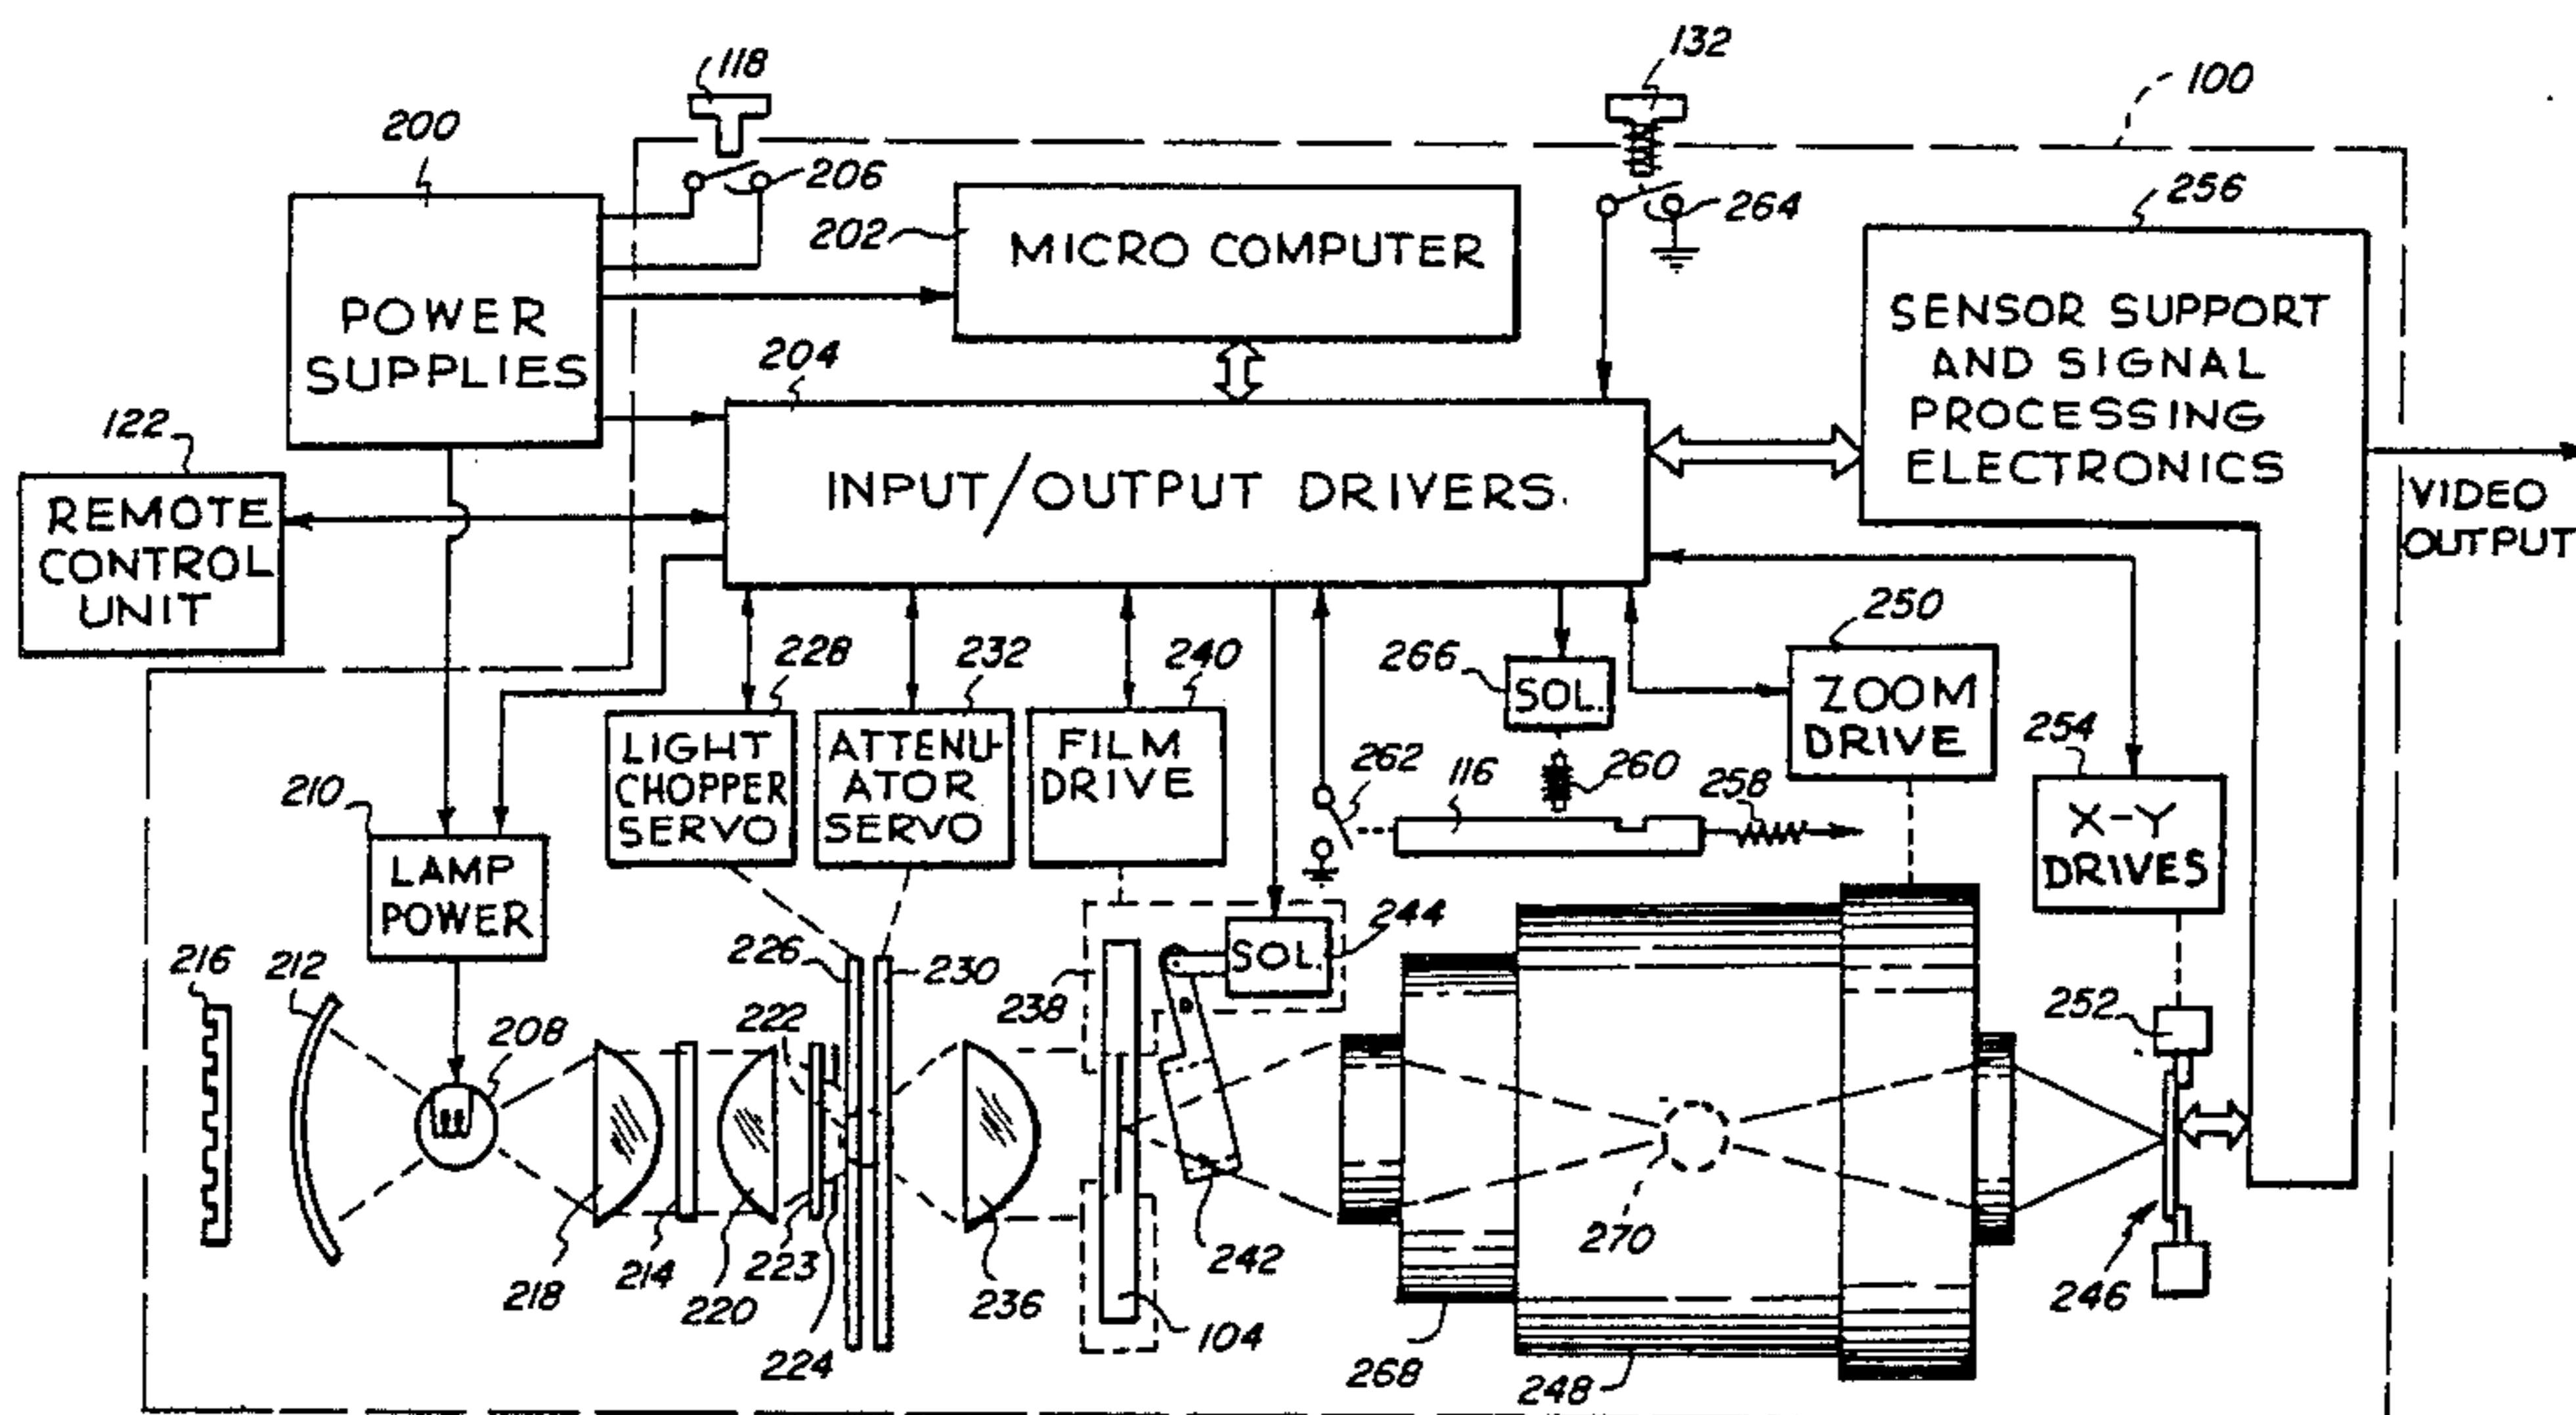 118
132
100
200
206
256
202
MICRO COMPUTER
264
POWER
SUPPLIES
SENSOR SUPPORT
AND SIGNAL
PROCESSING
ELECTRONICS
204
122
REMOTE
CONTROL
UNIT
INPUT/OUTPUT DRIVERS.
VIDEO
OUTPUT
228
232
240
266
SOL.
250
ZOOM
DRIVE
LIGHT
CHOPPER
SERVO
ATTENU-
ATOR
SERVO
FILM
DRIVE
262
116
260
258
254
X-Y
DRIVES
210
LAMP
POWER
216
212
208
226
230
238
SOL.
244
222
252
218
214
220
223
224
236
104
242
268
248
270
246